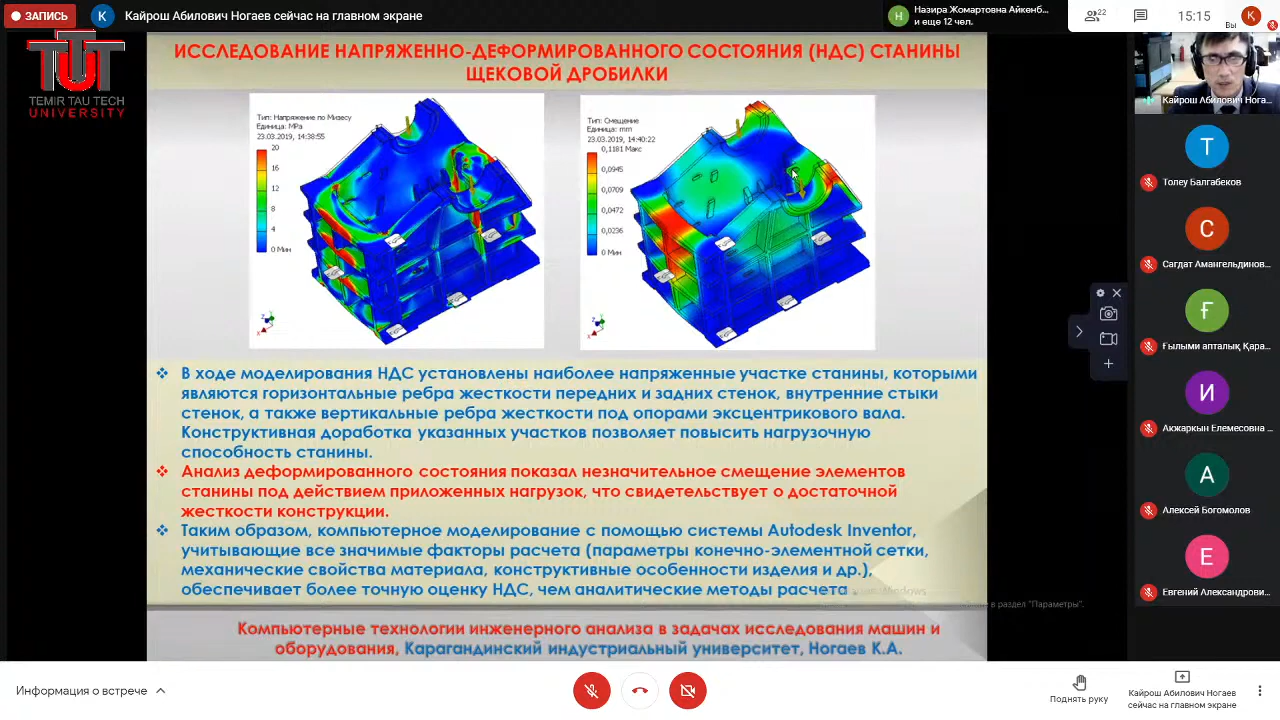 ЗАПИСЬ
К
Кайрош Абилович Ногаев сейчас на главном экране
Н
Назира Жомартовна Айкенб...
и еще 12 чел.
22
15:15
Вы
К
TUT
TEMIR TAU TECH
UNIVERSITY
ИССЛЕДОВАНИЕ НАПРЯЖЕННО-ДЕФОРМИРОВАННОГО СОСТОЯНИЯ (НДС) СТАНИНЫ
ЩЕКОВОЙ ДРОБИЛКИ
Тип: Напряжение по Мизесу
Единица: MPa
23.03.2019, 14:38:55
20
16
12
8
4
0 Мин
Z
Y
X
Тип: Смещение
Единица: mm
23.03.2019, 14:40:22
0,1181 Макс
0,0945
0,0709
0,0472
0,0236
0 Мин
Z
Y
X
❖ В ходе моделирования НДС установлены наиболее напряженные участке станины, которыми
являются горизонтальные ребра жесткости передних и задних стенок, внутренние стыки
стенок, а также вертикальные ребра жесткости под опорами эксцентрикового вала.
Конструктивная доработка указанных участков позволяет повысить нагрузочную
способность станины.
❖ Анализ деформированного состояния показал незначительное смещение элементов
станины под действием приложенных нагрузок, что свидетельствует о достаточной
жесткости конструкции.
❖ Таким образом, компьютерное моделирование с помощью системы Autodesk Inventor,
учитывающие все значимые факторы расчета (параметры конечно-элементной сетки,
механические свойства материала, конструктивные особенности изделия и др.),
обеспечивает более точную оценку НДС, чем аналитические методы расчета .
Windows
в раздел "Параметры".
Компьютерные технологии инженерного анализа в задачах исследования машин и
оборудования, Карагандинский индустриальный университет, Ногаев К.А.
Кайрош Абилович Нога...
Т
Толеу Балгабеков
С
Сагдат Амангельдинов...
Ғ
Ғылыми апталық Қара...
И
Акжаркын Елемесовна ...
А
Алексей Богомолов
Е
Евгений Александрови...
Информация о встрече
Поднять руку
Кайрош Абилович Ногаев
сейчас на главном экране